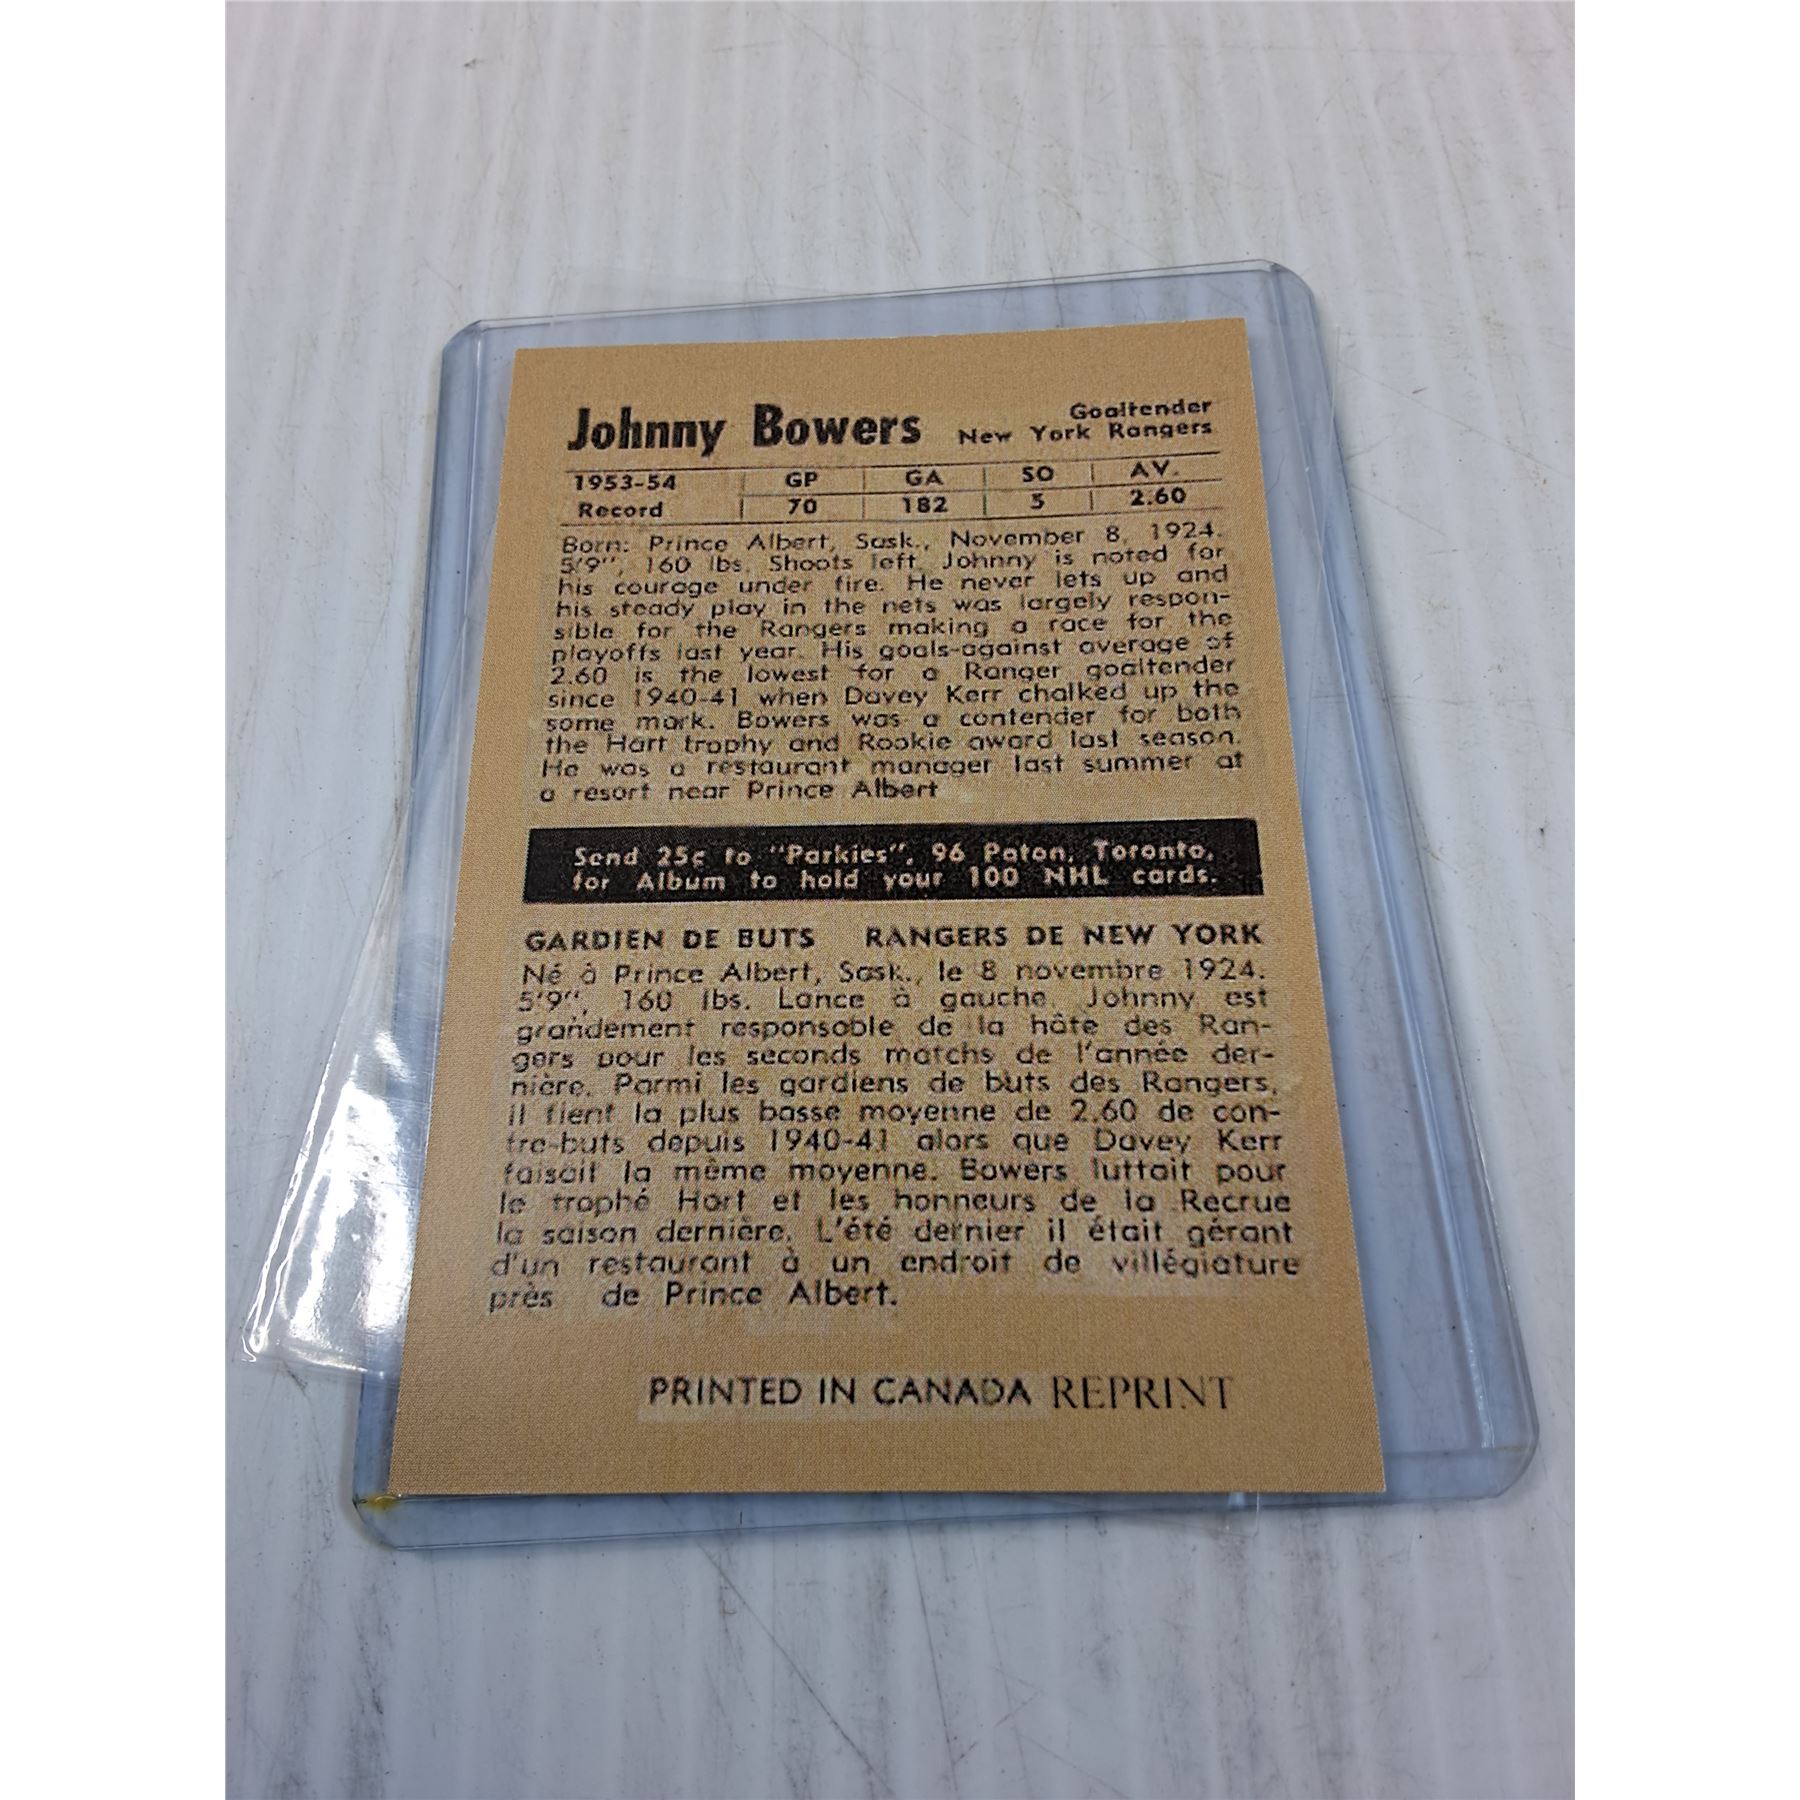 Johnny Bowers Goaltender
New York Rangers
1953-54 GP GA SO AV.
Record 70 182 5 2.60
Born: Prince Albert, Sask., November 8, 1924.
5'9", 160 lbs. Shoots left. Johnny is noted for
his courage under fire. He never lets up and
his steady play in the nets was largely respon-
sible for the Rangers making a race for the
playoffs last year. His goals-against average of
2.60 is the lowest for a Ranger goaltender
since 1940-41 when Davey Kerr chalked up the
same mark. Bowers was a contender for both
the Hart trophy and Rookie award last season.
He was a restaurant manager last summer at
a resort near Prince Albert
Send 25¢ to "Parkies", 96 Paton, Toronto,
for Album to hold your 100 NHL cards.
GARDIEN DE BUTS RANGERS DE NEW YORK
Né à Prince Albert, Sask., le 8 novembre 1924.
5'9", 160 lbs. Lance à gauche. Johnny est
grandement responsable de la hâte des Ran-
gers pour les seconds matchs de l'année der-
nière. Parmi les gardiens de buts des Rangers,
il tient la plus basse moyenne de 2.60 de con-
tre-buts depuis 1940-41 alors que Davey Kerr
faisait la même moyenne. Bowers luttait pour
le trophé Hart et les honneurs de la Recrue
la saison dernière. L'été dernier il était gérant
d'un restaurant à un endroit de villégiature
près de Prince Albert.
PRINTED IN CANADA REPRINT